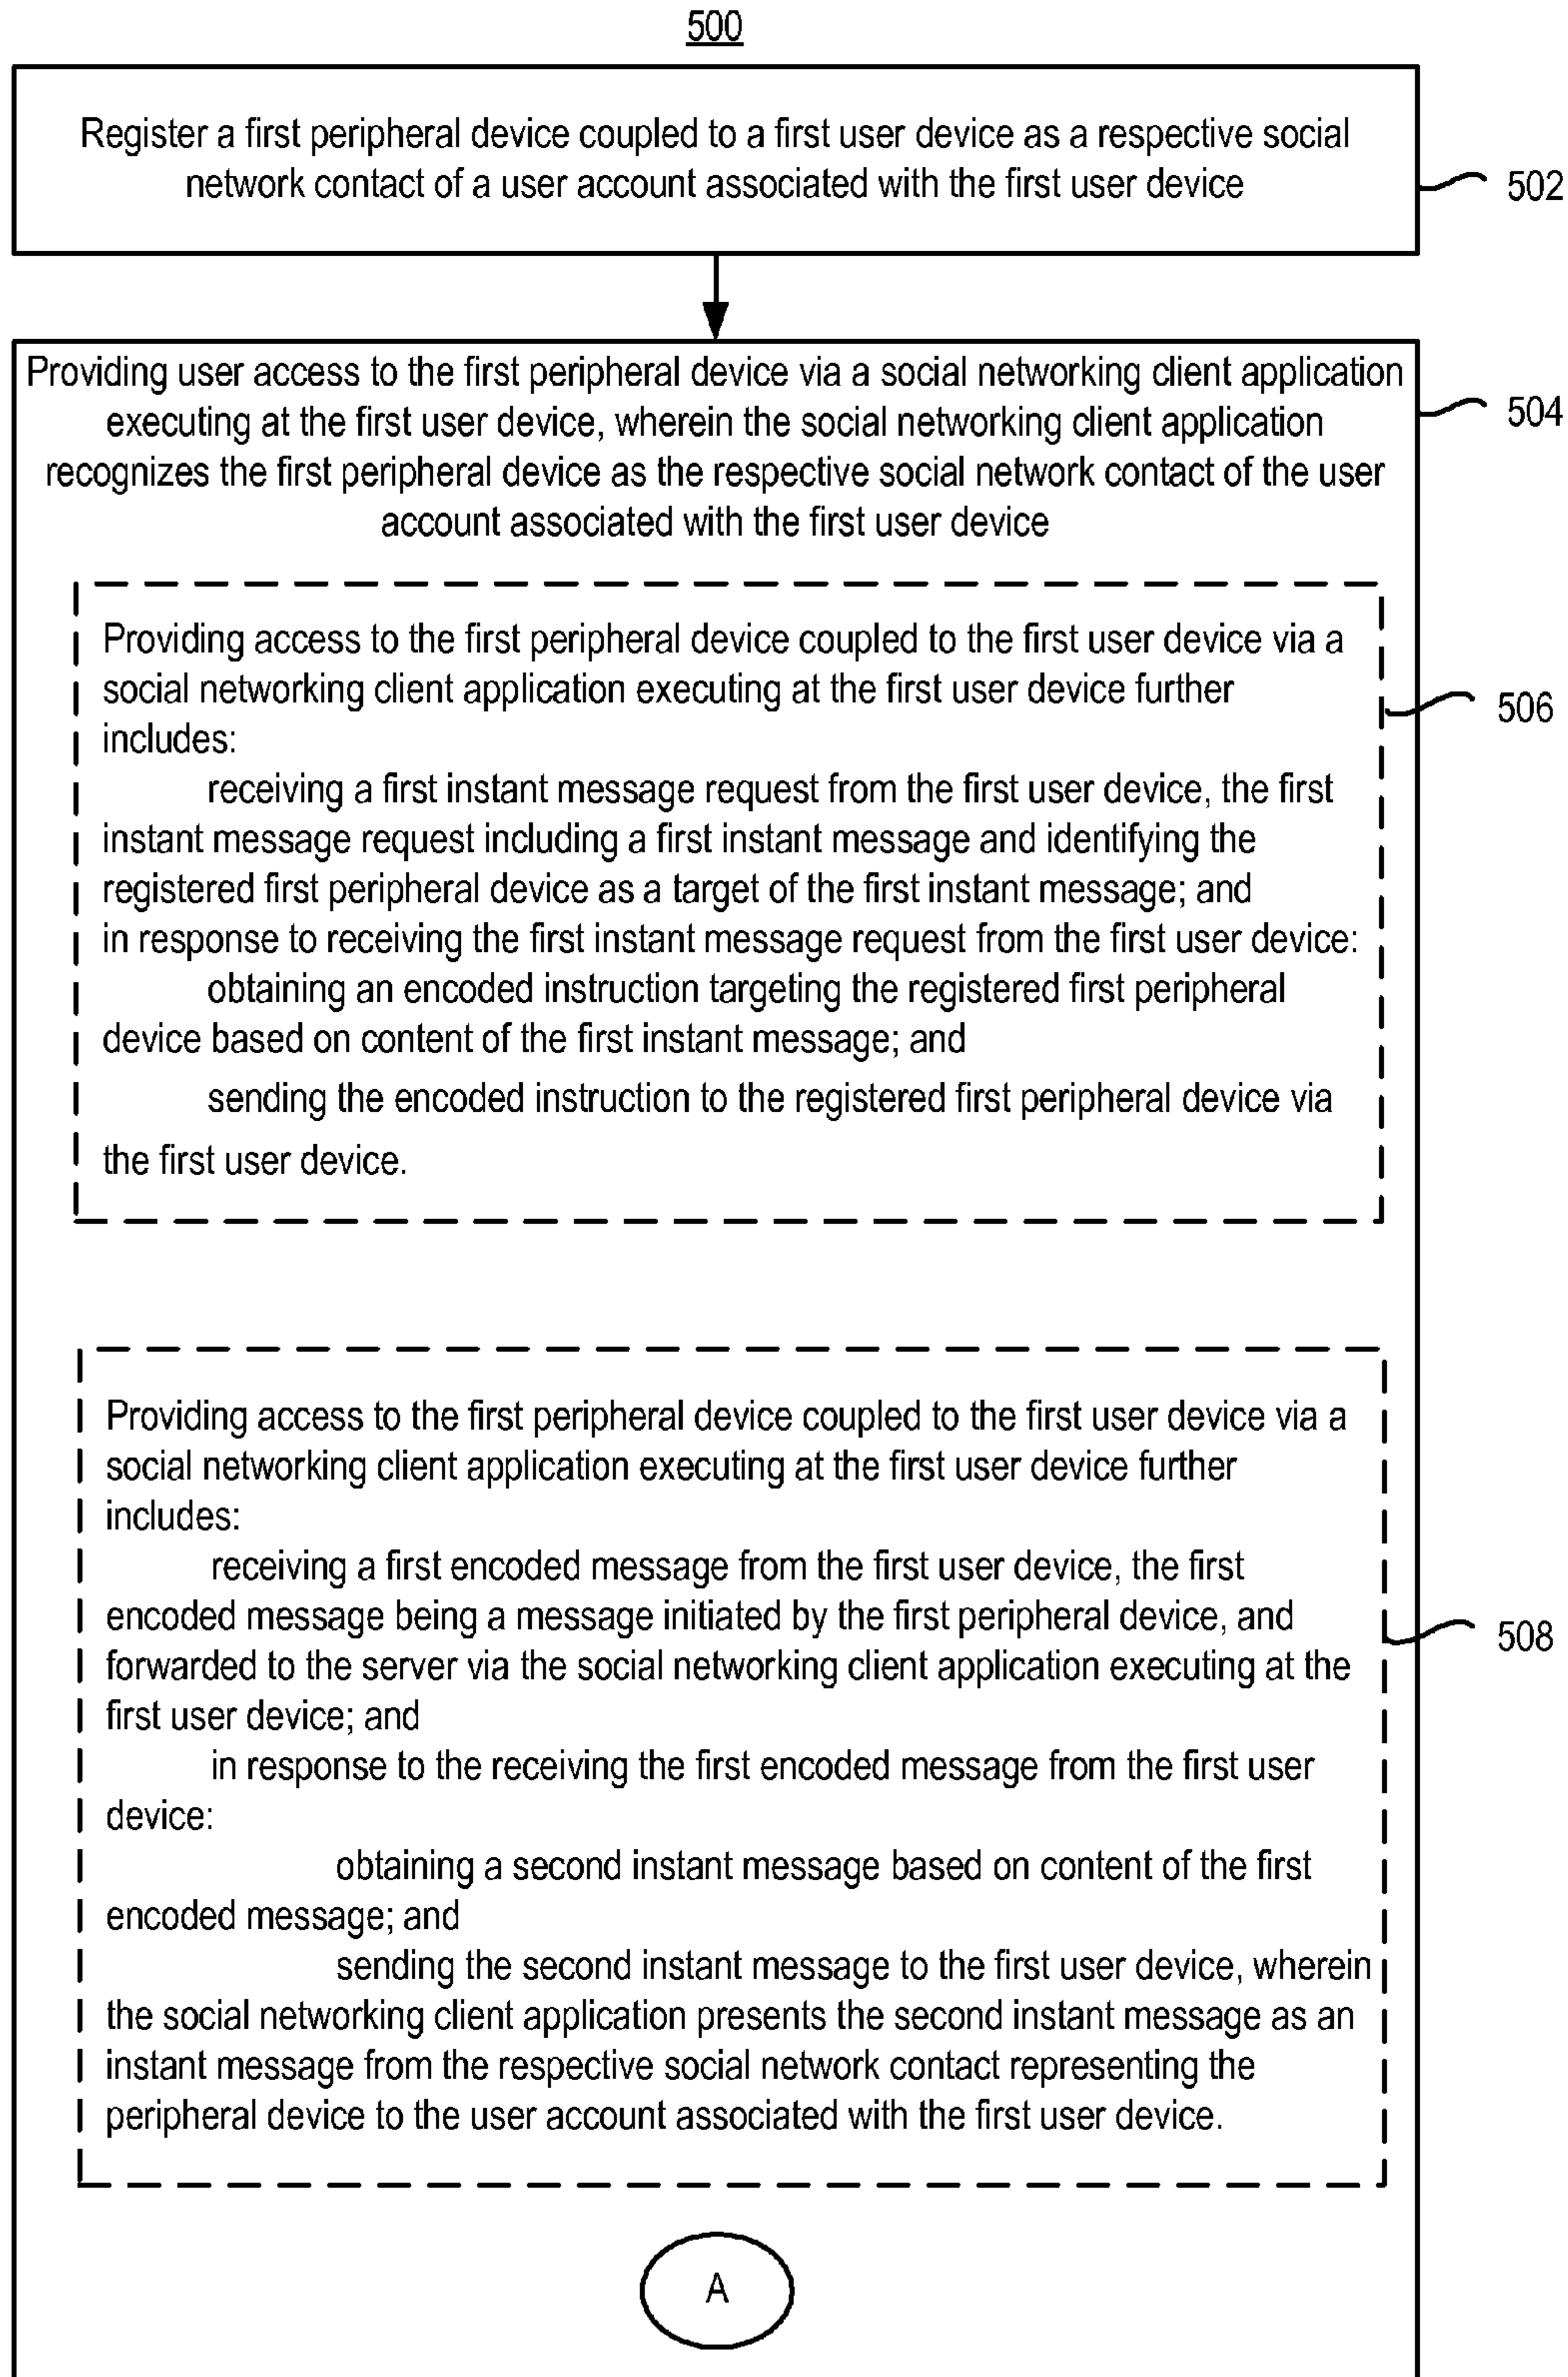 500
Register a first peripheral device coupled to a first user device as a respective social
network contact of a user account associated with the first user device
502
Providing user access to the first peripheral device via a social networking client application
executing at the first user device, wherein the social networking client application
recognizes the first peripheral device as the respective social network contact of the user
account associated with the first user device
504
Providing access to the first peripheral device coupled to the first user device via a
social networking client application executing at the first user device further
includes:
receiving a first instant message request from the first user device, the first
instant message request including a first instant message and identifying the
registered first peripheral device as a target of the first instant message; and
in response to receiving the first instant message request from the first user device:
obtaining an encoded instruction targeting the registered first peripheral
device based on content of the first instant message; and
sending the encoded instruction to the registered first peripheral device via
the first user device.
506
Providing access to the first peripheral device coupled to the first user device via a
social networking client application executing at the first user device further
includes:
receiving a first encoded message from the first user device, the first
encoded message being a message initiated by the first peripheral device, and
forwarded to the server via the social networking client application executing at the
first user device; and
in response to the receiving the first encoded message from the first user
device:
obtaining a second instant message based on content of the first
encoded message; and
sending the second instant message to the first user device, wherein
the social networking client application presents the second instant message as an
instant message from the respective social network contact representing the
peripheral device to the user account associated with the first user device.
508
A